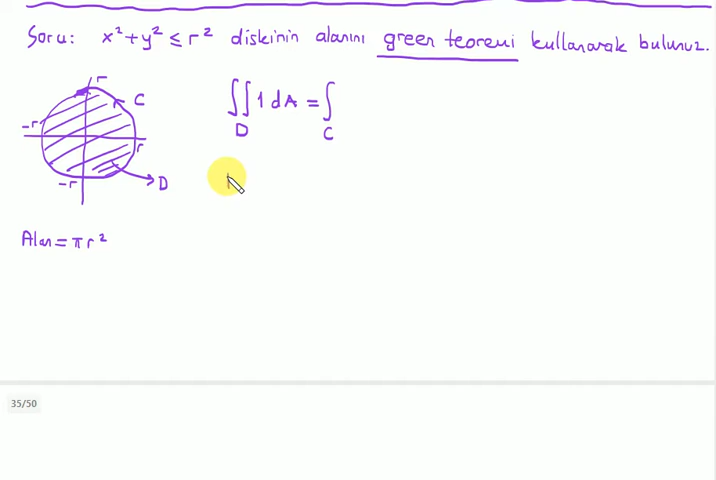 Soru: x² + y² ≤ r² diskinin alanını green teoremi kullanarak bulunuz.
r
C
-r
r
-r
D
∬ 1 dA = ∫
D C
Alan = πr²
35/50